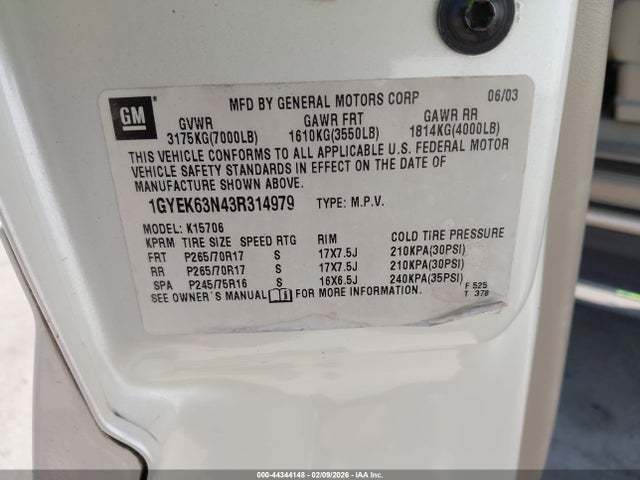 GM
MFD BY GENERAL MOTORS CORP 06/03
GVWR GAWR FRT GAWR RR
3175KG(7000LB) 1610KG(3550LB) 1814KG(4000LB)
THIS VEHICLE CONFORMS TO ALL APPLICABLE U.S. FEDERAL MOTOR
VEHICLE SAFETY STANDARDS IN EFFECT ON THE DATE OF
MANUFACTURE SHOWN ABOVE.
1GYEK63N43R314979 TYPE: M.P.V.
MODEL: K15706
KPRM TIRE SIZE SPEED RTG RIM COLD TIRE PRESSURE
FRT P265/70R17 S 17X7.5J 210KPA(30PSI)
RR P265/70R17 S 17X7.5J 210KPA(30PSI)
SPA P245/75R16 S 16X6.5J 240KPA(35PSI)
SEE OWNER'S MANUAL FOR MORE INFORMATION.
F 525
T 378
000-44344148 - 02/09/2026 - IAA Inc.